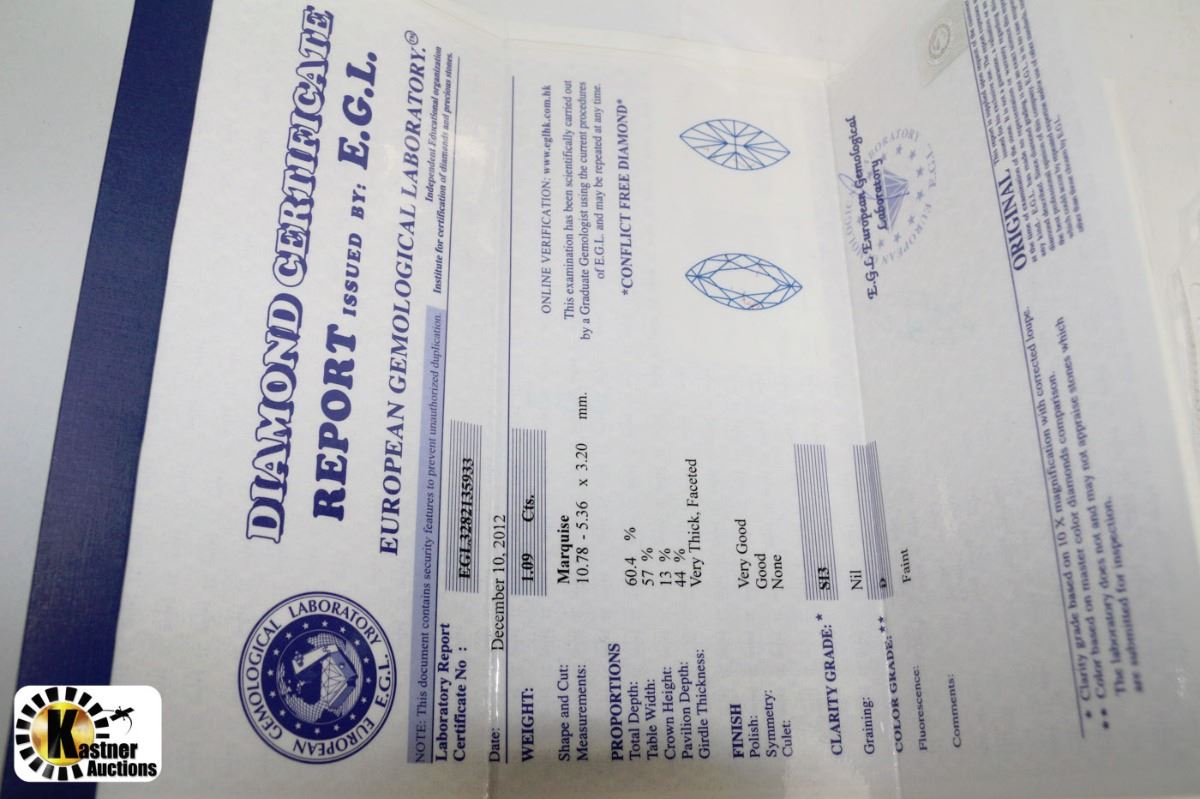 DIAMOND CERTIFICATE
REPORT ISSUED BY: E.G.L.
EUROPEAN GEMOLOGICAL LABORATORY.™
GEMOLOGICAL LABORATORY
EUROPEAN E.G.L.
Independent Educational organization
Institute for certification of diamonds and precious stones.
NOTE: This document contains security features to prevent unauthorized duplication.
Laboratory Report
Certificate No : EGL3282135933
Date: December 10, 2012
WEIGHT: 1.09 Cts.
ONLINE VERIFICATION: www.eglhk.com.hk
This examination has been scientifically carried out
by a Graduate Gemologist using the current procedures
of E.G.L. and may be repeated at any time.
*CONFLICT FREE DIAMOND*
Shape and Cut: Marquise
Measurements: 10.78 - 5.36 x 3.20 mm.
PROPORTIONS
Total Depth: 60.4 %
Table Width: 57 %
Crown Height: 13 %
Pavilion Depth: 44 %
Girdle Thickness: Very Thick, Faceted
FINISH
Polish: Very Good
Symmetry: Good
Culet: None
CLARITY GRADE: * SI3
Graining: Nil
COLOR GRADE: ** D
Fluorescence: Faint
Comments:
E.G.L European Gemological
Laboratory
ORIGINAL
* Clarity grade based on 10 X magnification with corrected loupe.
** Color based on master color diamonds comparison.
The laboratory does not and may not appraise stones which
are submitted for inspection.
Kastner
Auctions